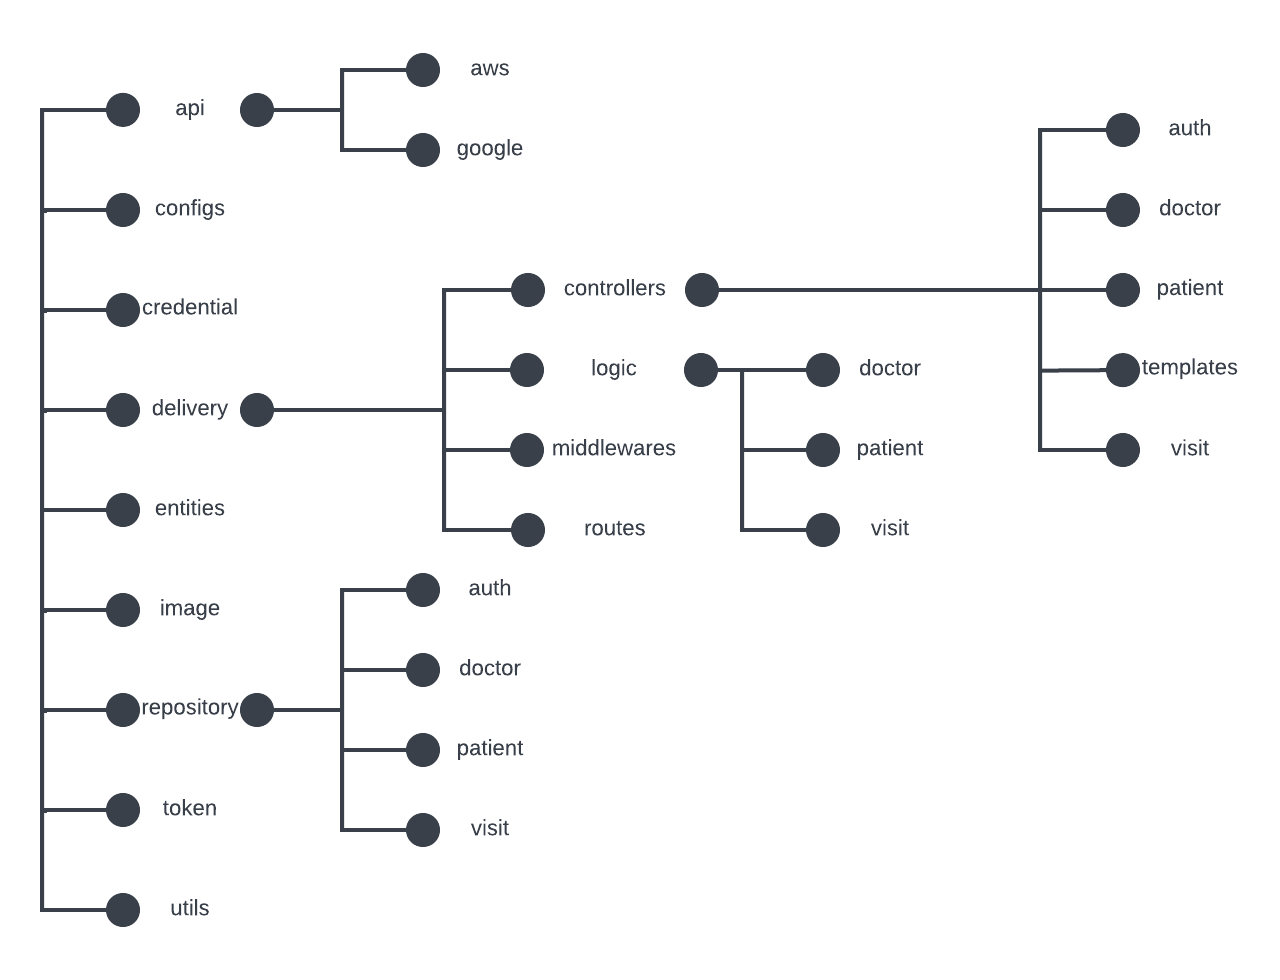 api
aws
google
configs
credential
delivery
controllers
auth
doctor
patient
templates
visit
logic
doctor
patient
visit
middlewares
routes
entities
image
repository
auth
doctor
patient
visit
token
utils